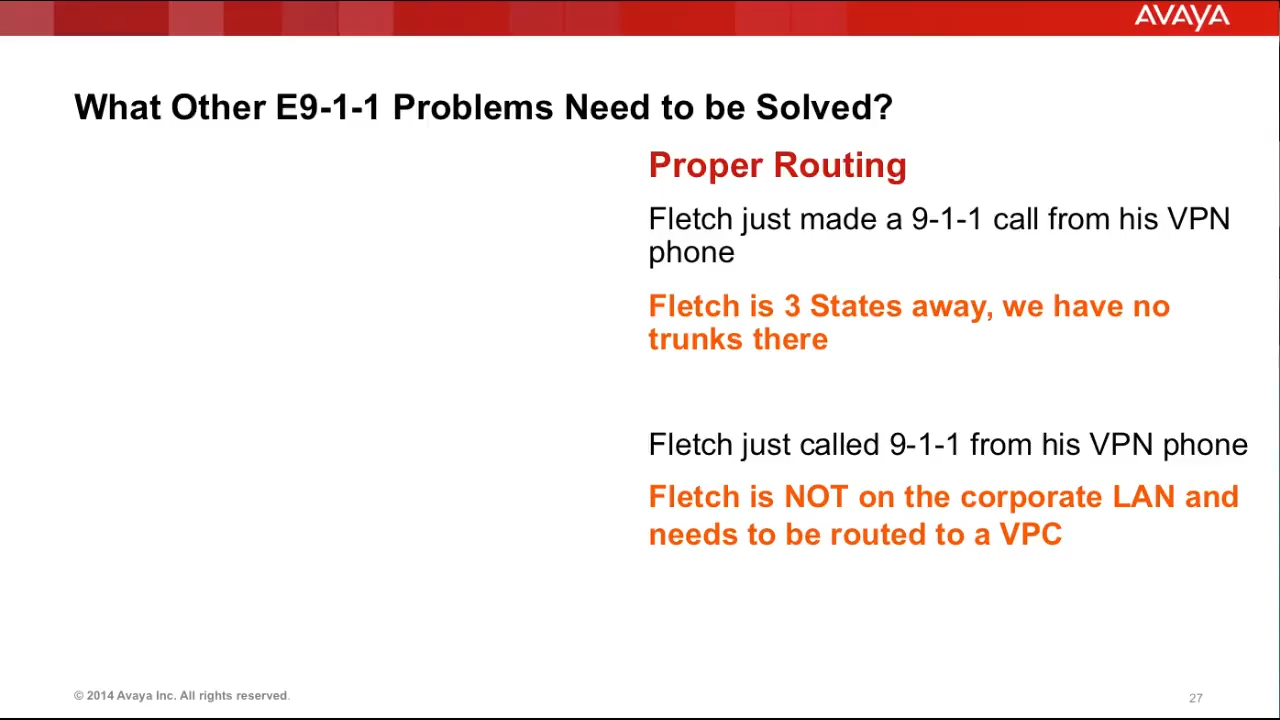 AVAYA
What Other E9-1-1 Problems Need to be Solved?
Proper Routing
Fletch just made a 9-1-1 call from his VPN
phone
Fletch is 3 States away, we have no
trunks there
Fletch just called 9-1-1 from his VPN phone
Fletch is NOT on the corporate LAN and
needs to be routed to a VPC
© 2014 Avaya Inc. All rights reserved.
27